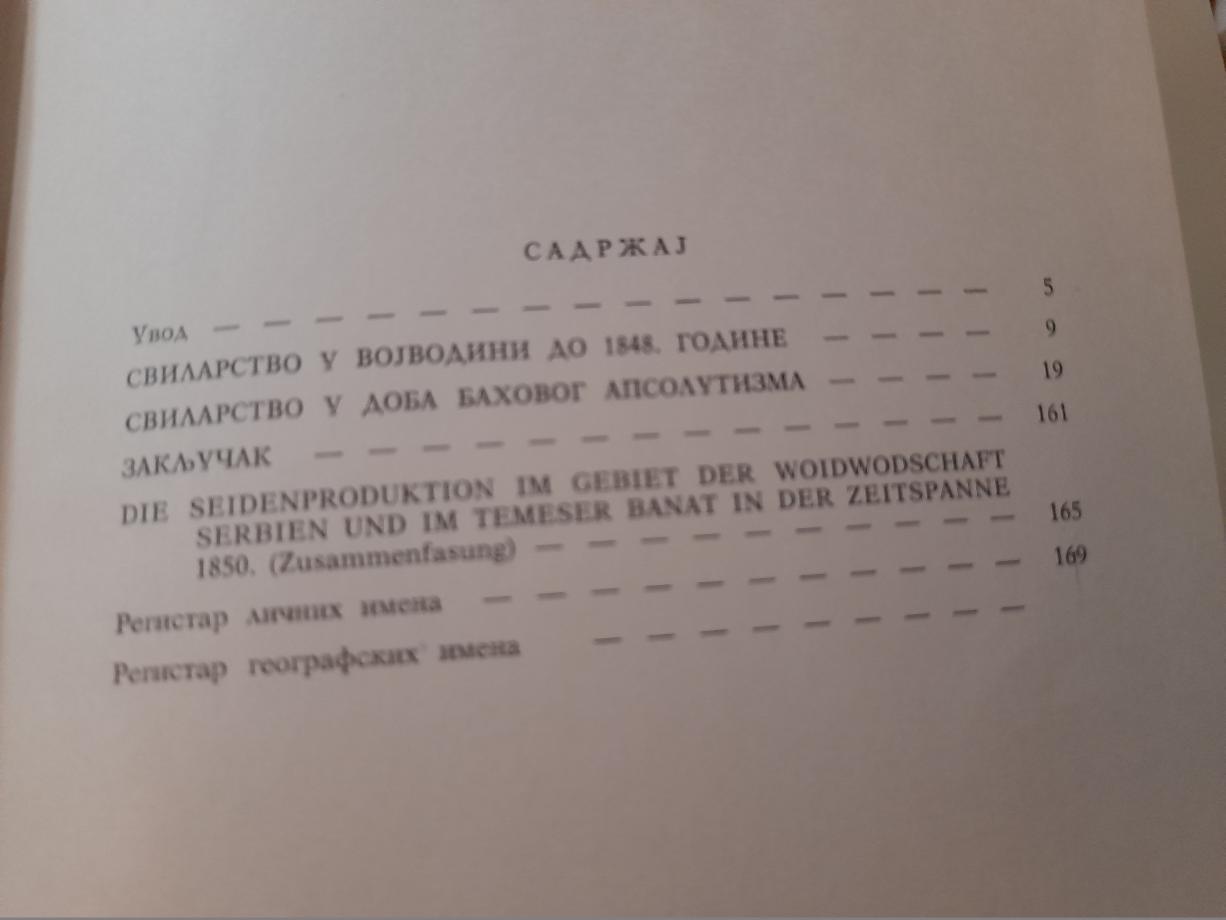 САДРЖАЈ
Увод — — — — — — — — — — — — — — — — 5
СВИЛАРСТВО У ВОЈВОДИНИ ДО 1848. ГОДИНЕ — — — — 9
СВИЛАРСТВО У ДОБА БАХОВОГ АПСОЛУТИЗМА — — — — 19
ЗАКЉУЧАК — — — — — — — — — — — — — — 161
DIE SEIDENPRODUKTION IM GEBIET DER WOIDWODSCHAFT
SERBIEN UND IM TEMESER BANAT IN DER ZEITSPANNE
1850. (Zusammenfasung) — — — — — — — — — — 165
Регистар личних имена — — — — — — — — — — — 169
Регистар географских имена — — — — — — — — —